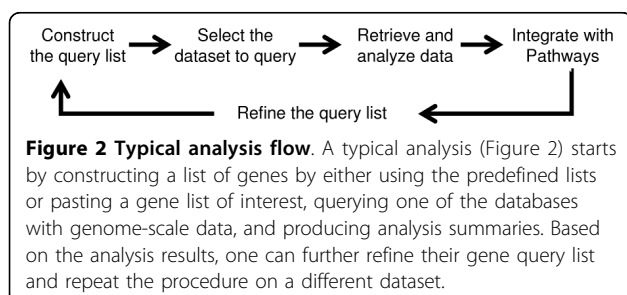 Construct the query list
Select the dataset to query
Retrieve and analyze data
Integrate with Pathways
Refine the query list
Figure 2 Typical analysis flow. A typical analysis (Figure 2) starts
by constructing a list of genes by either using the predefined lists
or pasting a gene list of interest, querying one of the databases
with genome-scale data, and producing analysis summaries. Based
on the analysis results, one can further refine their gene query list
and repeat the procedure on a different dataset.